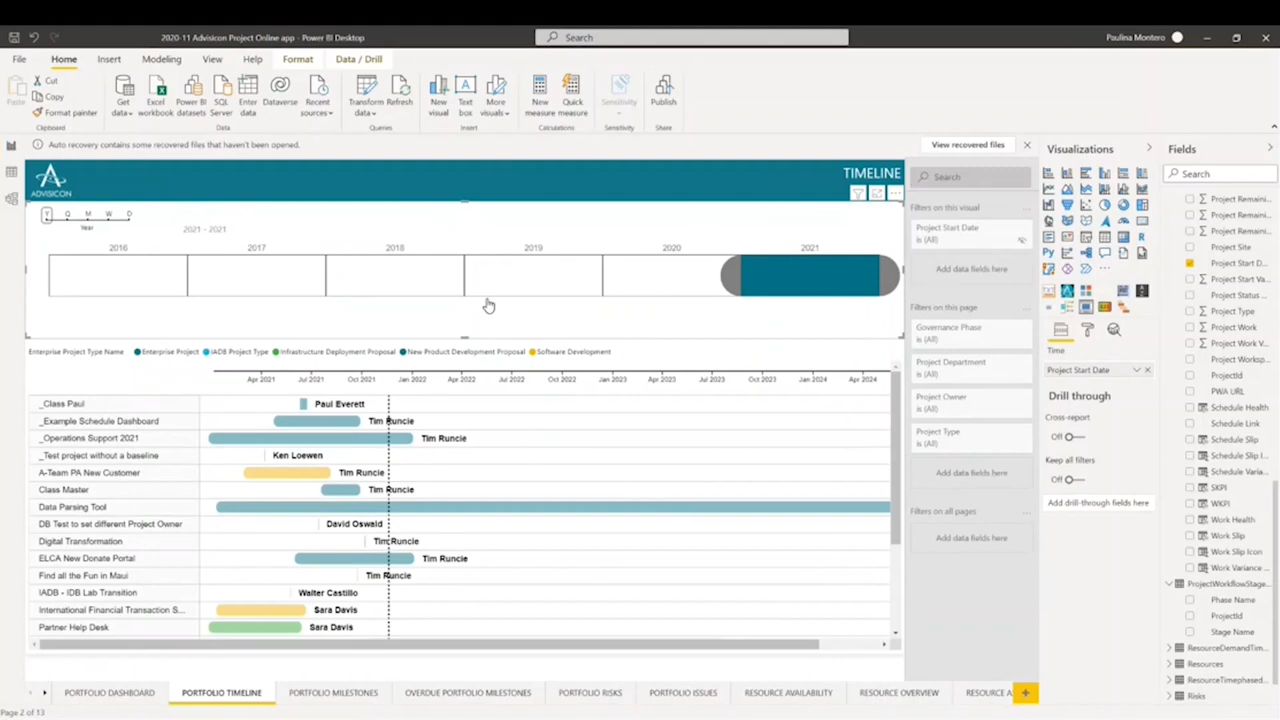 2020-11 Advisicon Project Online app - Power BI Desktop
Search
Paulina Montero
File
Home
Insert
Modeling
View
Help
Format
Data / Drill
Paste
Cut
Copy
Format painter
Clipboard
Get data
Excel workbook
Power BI datasets
SQL Server
Enter data
Dataverse
Recent sources
Data
Transform data
Refresh
Queries
New visual
Text box
More visuals
Insert
New measure
Quick measure
Calculations
Sensitivity
Sensitivity
Publish
Share
Auto recovery contains some recovered files that haven't been opened.
View recovered files
ADVISICON
TIMELINE
Y Q M W D
Year
2021 - 2021
2016 2017 2018 2019 2020 2021
Enterprise Project Type Name Enterprise Project IADB Project Type Infrastructure Deployment Proposal New Product Development Proposal Software Development
Apr 2021 Jul 2021 Oct 2021 Jan 2022 Apr 2022 Jul 2022 Oct 2022 Jan 2023 Apr 2023 Jul 2023 Oct 2023 Jan 2024 Apr 2024
_Class Paul Paul Everett
_Example Schedule Dashboard Tim Runcie
_Operations Support 2021 Tim Runcie
_Test project without a baseline Ken Loewen
A-Team PA New Customer Tim Runcie
Class Master Tim Runcie
Data Parsing Tool
DB Test to set different Project Owner David Oswald
Digital Transformation Tim Runcie
ELCA New Donate Portal Tim Runcie
Find all the Fun in Maui Tim Runcie
IADB - IDB Lab Transition Walter Castillo
International Financial Transaction S... Sara Davis
Partner Help Desk Sara Davis
Search
Filters on this visual
Project Start Date
is (All)
Add data fields here
Filters on this page
Governance Phase
is (All)
Project Department
is (All)
Project Owner
is (All)
Project Type
is (All)
Add data fields here
Filters on all pages
Add data fields here
Visualizations
Time
Project Start Date
Drill through
Cross-report
Off
Keep all filters
Off
Add drill-through fields here
Fields
Search
Project Remaini...
Project Remaini...
Project Remaini...
Project Site
Project Start D...
Project Start Va...
Project Status ...
Project Type
Project Work
Project Work V...
Project Worksp...
ProjectId
PWA URL
Schedule Health
Schedule Link
Schedule Slip
Schedule Slip I...
Schedule Varia...
SKPI
WKPI
Work Health
Work Slip
Work Slip Icon
Work Variance ...
ProjectWorkflowStage...
Phase Name
ProjectId
Stage Name
ResourceDemandTim...
Resources
ResourceTimephased...
Risks
PORTFOLIO DASHBOARD
PORTFOLIO TIMELINE
PORTFOLIO MILESTONES
OVERDUE PORTFOLIO MILESTONES
PORTFOLIO RISKS
PORTFOLIO ISSUES
RESOURCE AVAILABILITY
RESOURCE OVERVIEW
RESOURCE A
Page 2 of 13